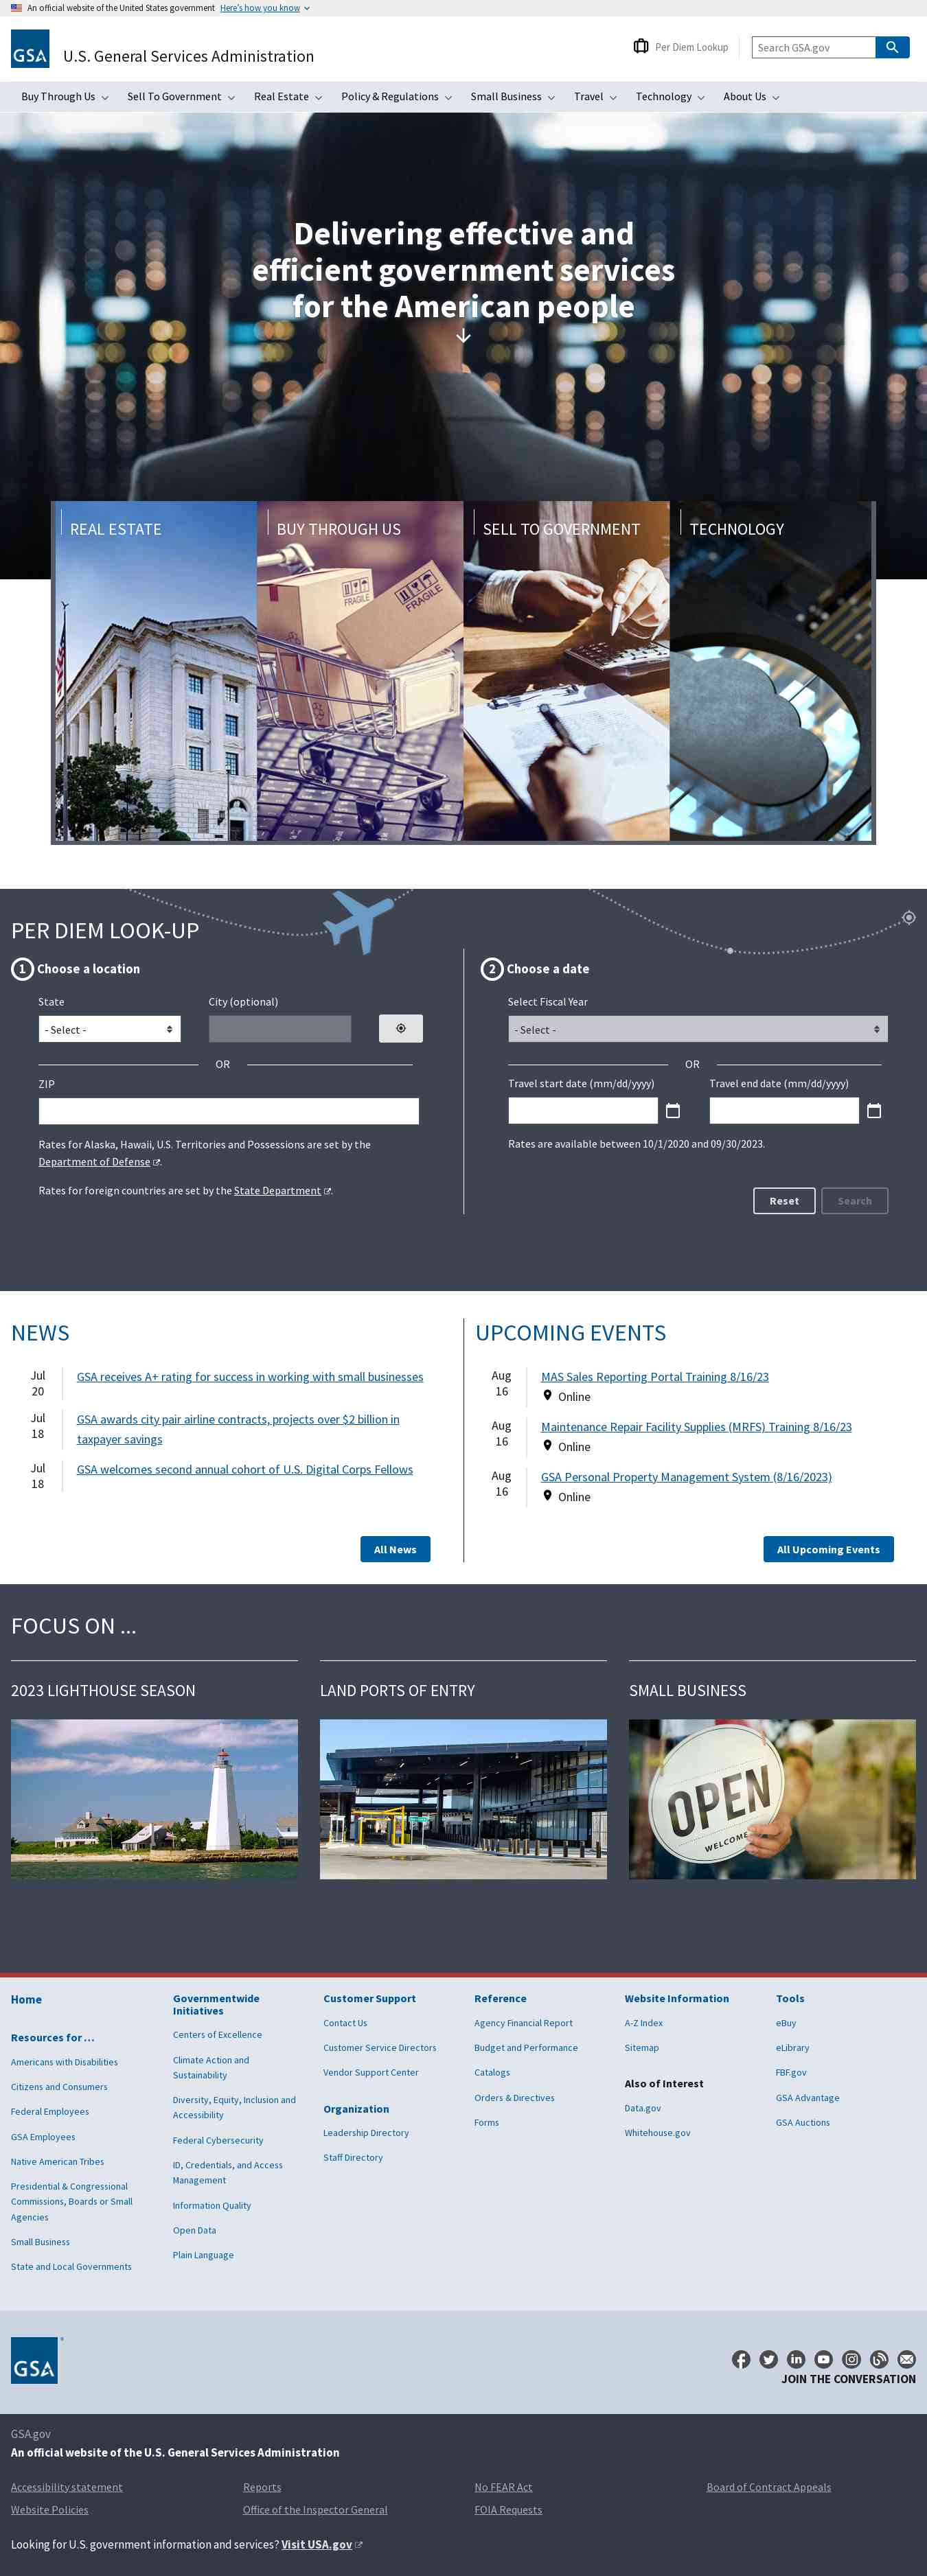 An official website of the United States government Here's how you know
GSA
U.S. General Services Administration
Per Diem Lookup
Search GSA.gov
Buy Through Us
Sell To Government
Real Estate
Policy & Regulations
Small Business
Travel
Technology
About Us
Delivering effective and
efficient government services
for the American people
REAL ESTATE
BUY THROUGH US
SELL TO GOVERNMENT
TECHNOLOGY
FRAGILE
FRAGILE
PER DIEM LOOK-UP
1 Choose a location
State
City (optional)
- Select -
OR
ZIP
Rates for Alaska, Hawaii, U.S. Territories and Possessions are set by the
Department of Defense.
Rates for foreign countries are set by the State Department.
2 Choose a date
Select Fiscal Year
- Select -
OR
Travel start date (mm/dd/yyyy)
Travel end date (mm/dd/yyyy)
Rates are available between 10/1/2020 and 09/30/2023.
Reset
Search
NEWS
Jul
20
GSA receives A+ rating for success in working with small businesses
Jul
18
GSA awards city pair airline contracts, projects over $2 billion in
taxpayer savings
Jul
18
GSA welcomes second annual cohort of U.S. Digital Corps Fellows
All News
UPCOMING EVENTS
Aug
16
MAS Sales Reporting Portal Training 8/16/23
Online
Aug
16
Maintenance Repair Facility Supplies (MRFS) Training 8/16/23
Online
Aug
16
GSA Personal Property Management System (8/16/2023)
Online
All Upcoming Events
FOCUS ON ...
2023 LIGHTHOUSE SEASON
LAND PORTS OF ENTRY
SMALL BUSINESS
OPEN
WELCOME
Home
Resources for …
Americans with Disabilities
Citizens and Consumers
Federal Employees
GSA Employees
Native American Tribes
Presidential & Congressional
Commissions, Boards or Small
Agencies
Small Business
State and Local Governments
Governmentwide
Initiatives
Centers of Excellence
Climate Action and
Sustainability
Diversity, Equity, Inclusion and
Accessibility
Federal Cybersecurity
ID, Credentials, and Access
Management
Information Quality
Open Data
Plain Language
Customer Support
Contact Us
Customer Service Directors
Vendor Support Center
Organization
Leadership Directory
Staff Directory
Reference
Agency Financial Report
Budget and Performance
Catalogs
Orders & Directives
Forms
Website Information
A-Z Index
Sitemap
Also of Interest
Data.gov
Whitehouse.gov
Tools
eBuy
eLibrary
FBF.gov
GSA Advantage
GSA Auctions
GSA
JOIN THE CONVERSATION
GSA.gov
An official website of the U.S. General Services Administration
Accessibility statement
Reports
No FEAR Act
Board of Contract Appeals
Website Policies
Office of the Inspector General
FOIA Requests
Looking for U.S. government information and services? Visit USA.gov